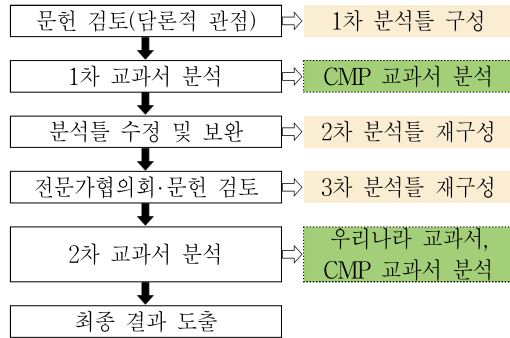 문헌 검토(담론적 관점)
1차 분석틀 구성
1차 교과서 분석
CMP 교과서 분석
분석틀 수정 및 보완
2차 분석틀 재구성
전문가협의회·문헌 검토
3차 분석틀 재구성
2차 교과서 분석
우리나라 교과서,
CMP 교과서 분석
최종 결과 도출